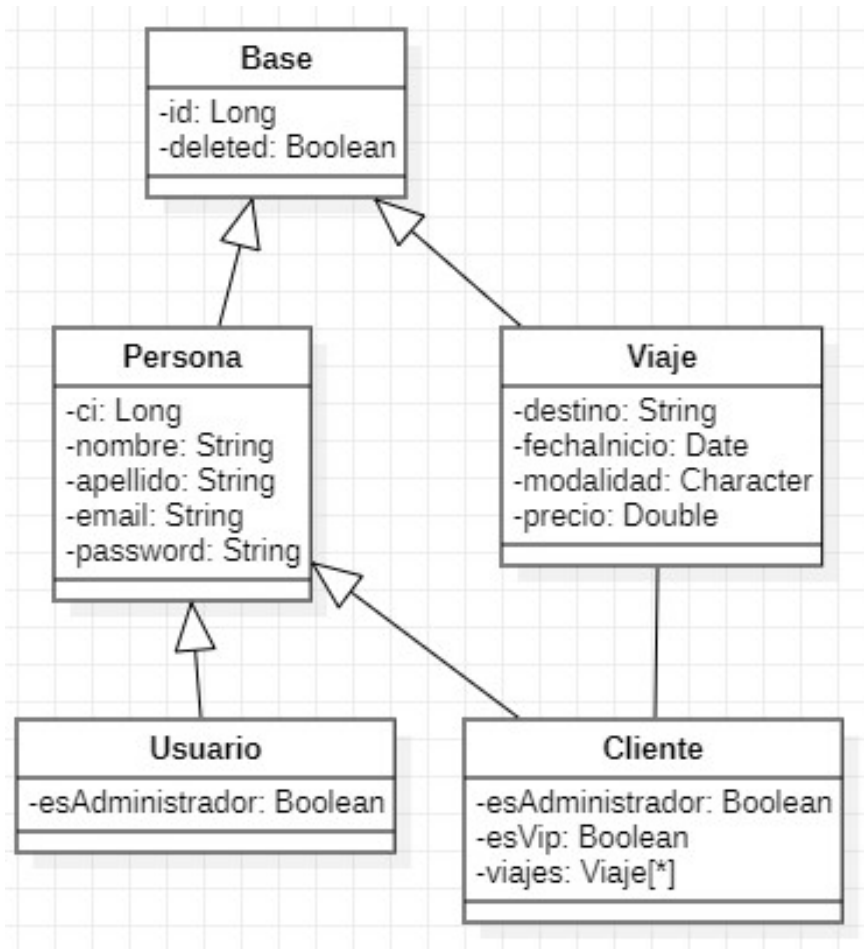 Base
-id: Long
-deleted: Boolean
Persona
-ci: Long
-nombre: String
-apellido: String
-email: String
-password: String
Viaje
-destino: String
-fechaInicio: Date
-modalidad: Character
-precio: Double
Usuario
-esAdministrador: Boolean
Cliente
-esAdministrador: Boolean
-esVip: Boolean
-viajes: Viaje[*]